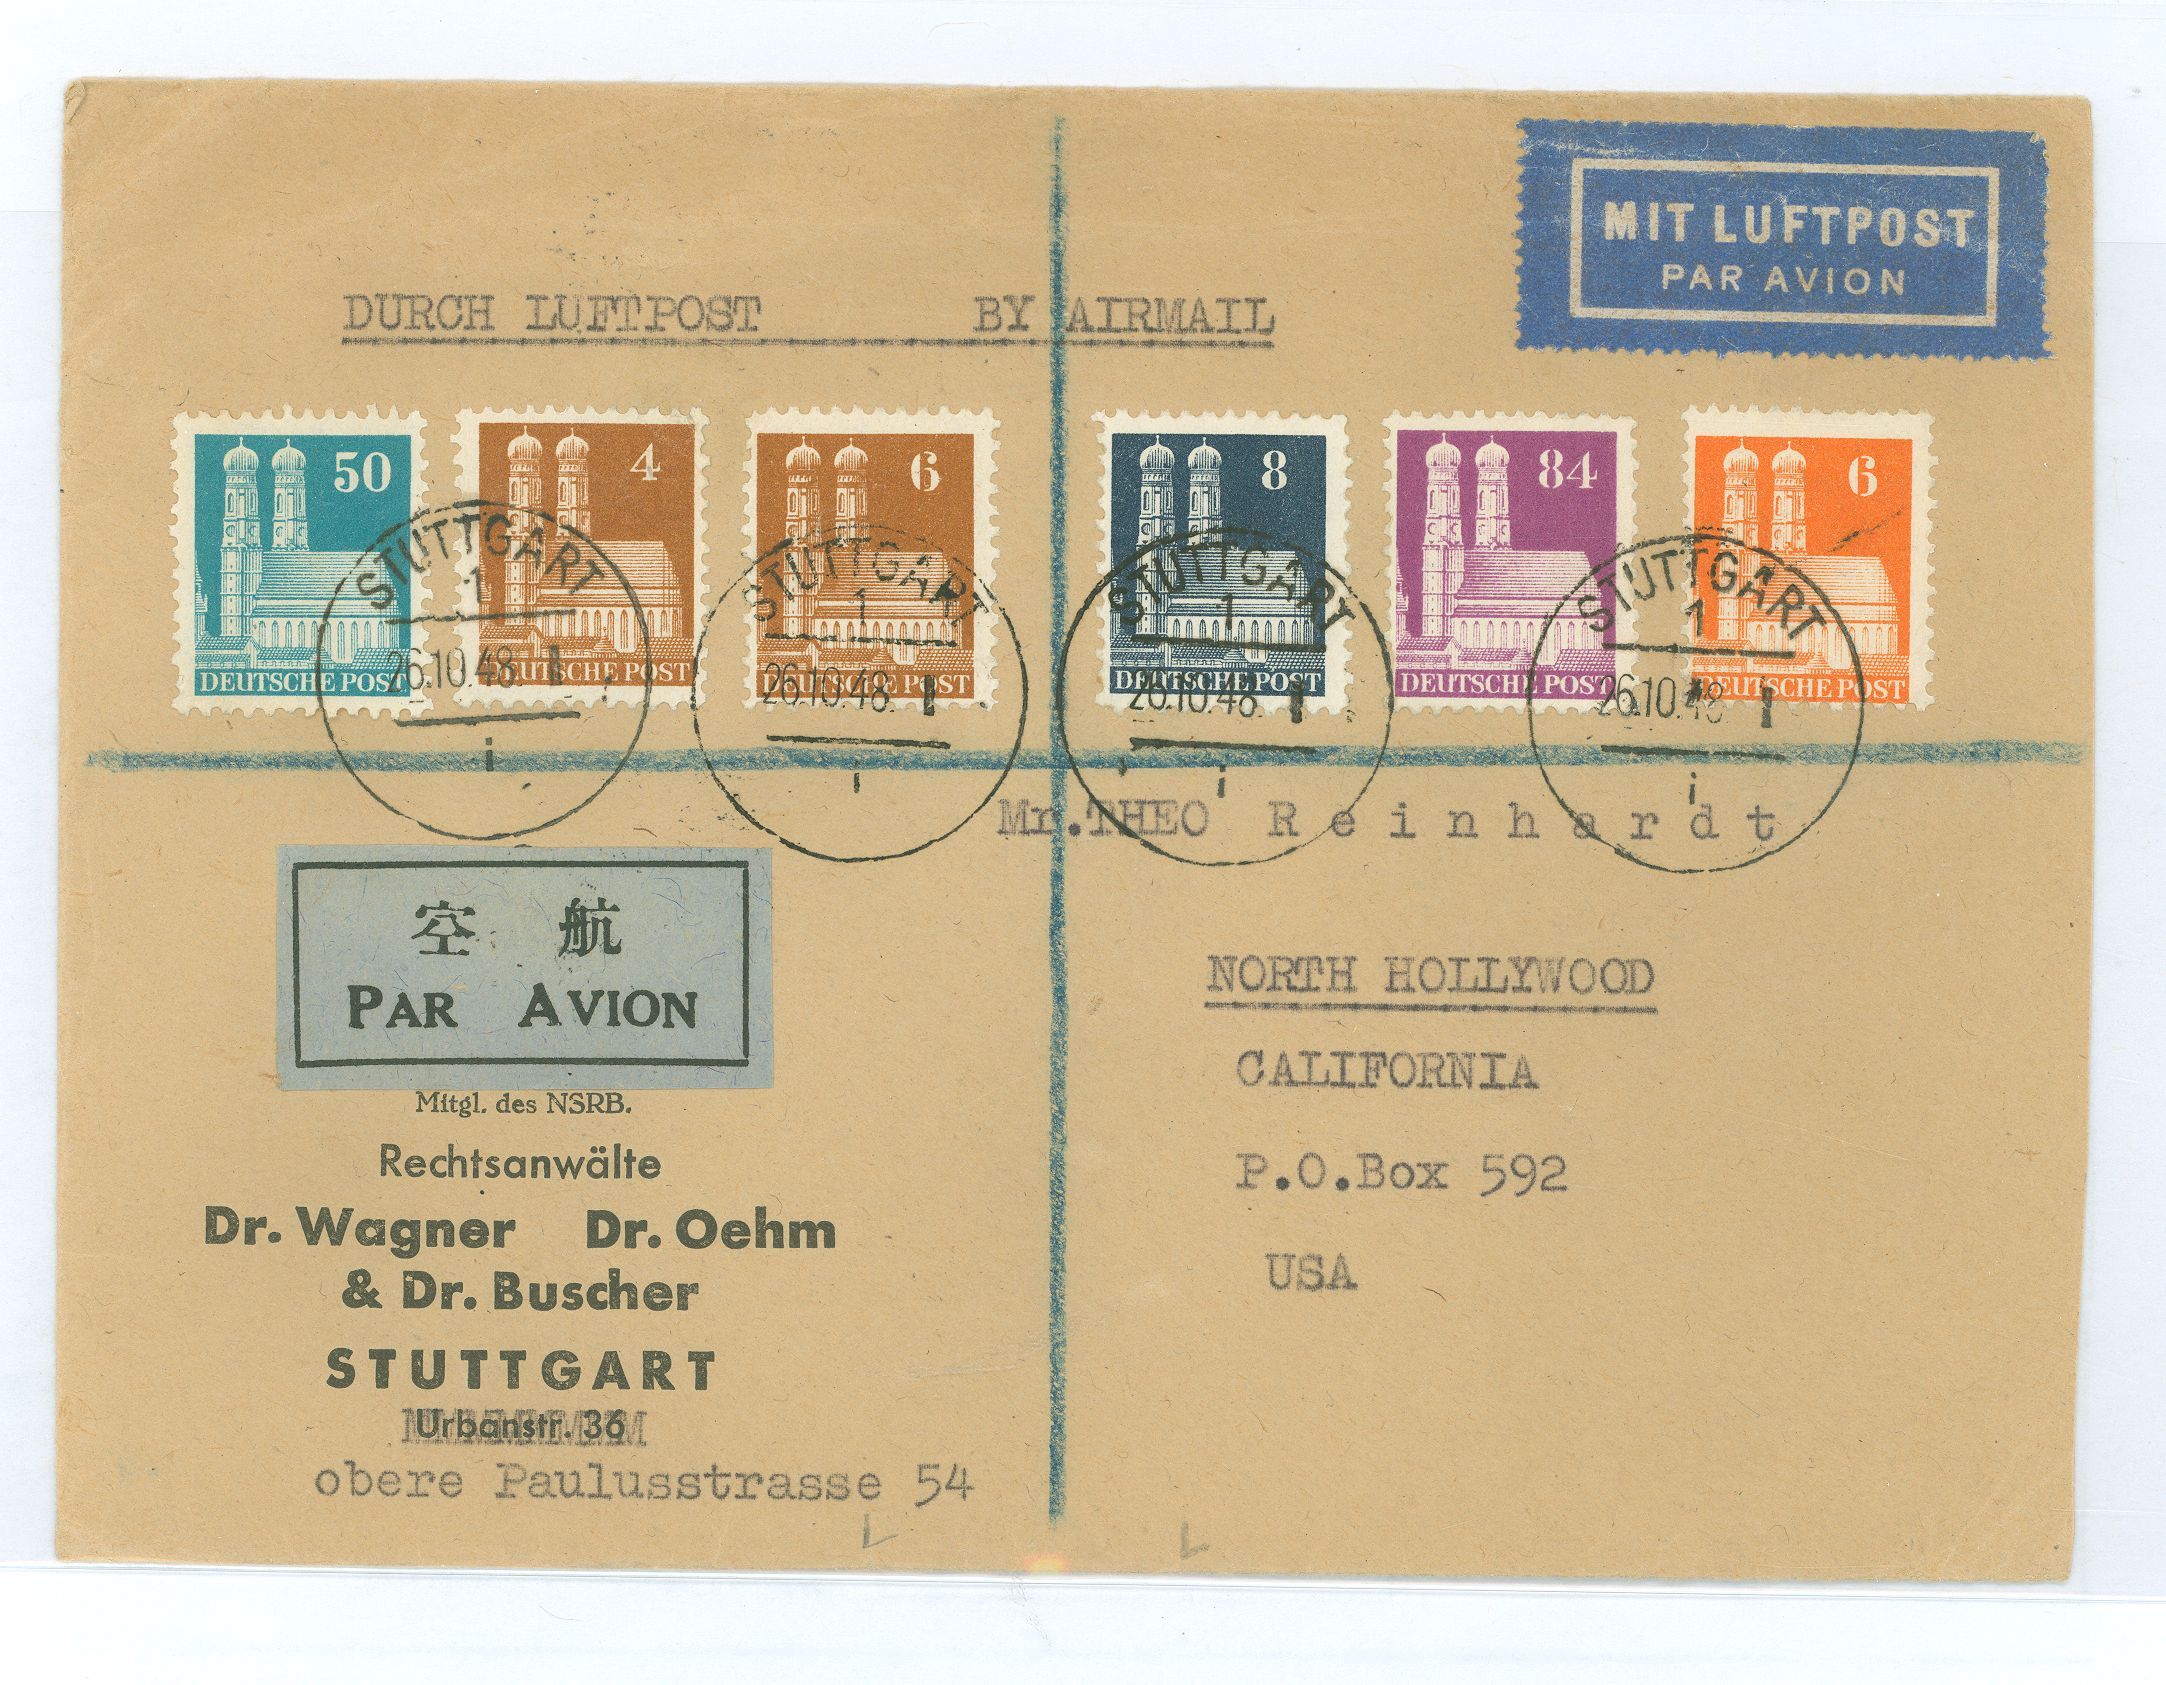 MIT LUFTPOST
PAR AVION
DURCH LUFTPOST BY AIRMAIL
50
DEUTSCHE POST
4
DEUTSCHE POST
6
DEUTSCHE POST
8
DEUTSCHE POST
84
DEUTSCHE POST
6
DEUTSCHE POST
STUTTGART
1
26.10.48.
i
STUTTGART
1
26.10.48.
i
STUTTGART
1
26.10.48.
i
STUTTGART
1
26.10.48
i
Mr.THEO Reinhardt
NORTH HOLLYWOOD
CALIFORNIA
P.O.Box 592
USA
空 航
PAR AVION
Mitgl. des NSRB.
Rechtsanwälte
Dr. Wagner Dr. Oehm
& Dr. Buscher
STUTTGART
Urbanstr. 36
obere Paulusstrasse 54